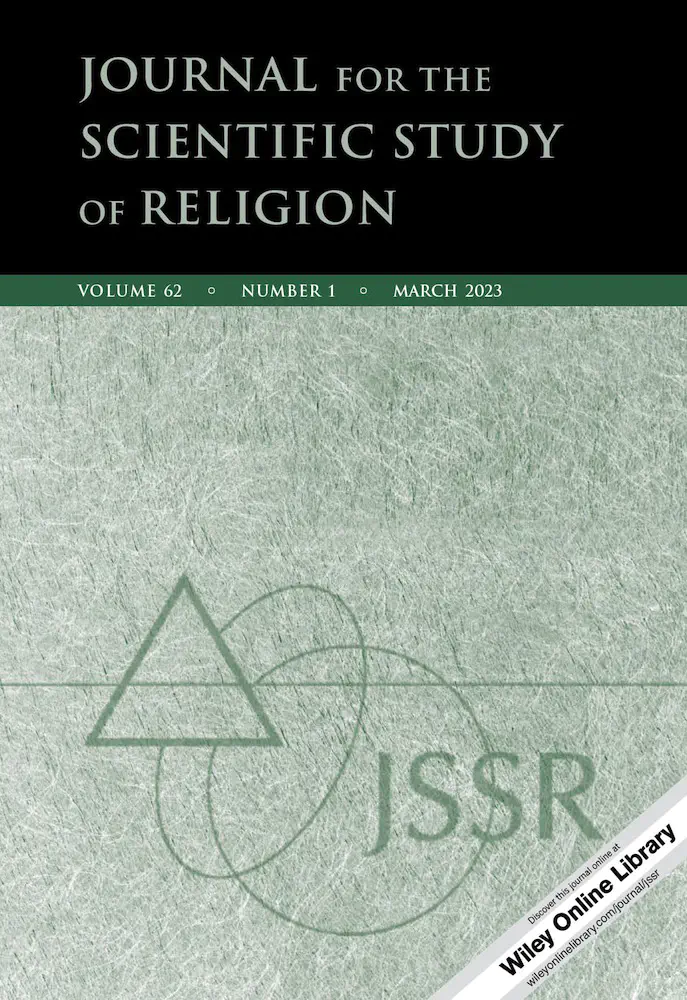 JOURNAL FOR THE
SCIENTIFIC STUDY
OF RELIGION
VOLUME 62 ° NUMBER 1 ° MARCH 2023
JSSR
Discover this journal online at
Wiley Online Library
wileyonlinelibrary.com/journal/jssr